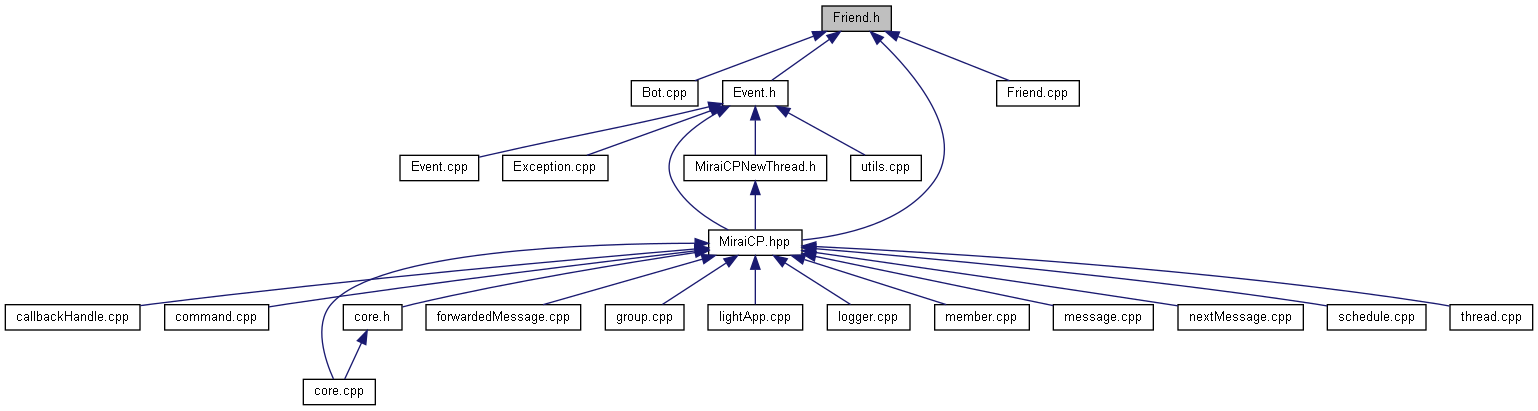 Friend.h
Bot.cpp
Event.h
Friend.cpp
Event.cpp
Exception.cpp
MiraiCPNewThread.h
utils.cpp
MiraiCP.hpp
callbackHandle.cpp
command.cpp
core.h
forwardedMessage.cpp
group.cpp
lightApp.cpp
logger.cpp
member.cpp
message.cpp
nextMessage.cpp
schedule.cpp
thread.cpp
core.cpp